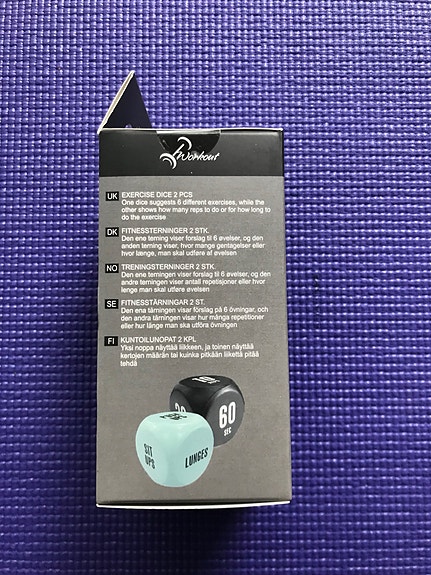 Workout
UK EXERCISE DICE 2 PCS
One dice suggests 6 different exercises, while the
other shows how many reps to do or for how long to
do the exercise
DK FITNESSTERNINGER 2 STK.
Den ene terning viser forslag til 6 øvelser, og den
anden terning viser, hvor mange gentagelser eller
hvor længe, man skal udføre af øvelsen
NO TRENINGSTERNINGER 2 STK.
Den ene terningen viser forslag til 6 øvelser, og den
andre terningen viser antall repetisjoner eller hvor
lenge man skal utføre øvelsen
SE FITNESSTÄRNINGAR 2 ST.
Den ena tärningen visar förslag på 6 övningar, och
den andra tärningen visar hur många repetitioner
eller hur länge man ska utföra övningen
FI KUNTOILUNOPAT 2 KPL
Yksi noppa näyttää liikkeen, ja toinen näyttää
kertojen määrän tai kuinka pitkään liikettä pitää
tehdä
60
SEC
SIT
UPS
LUNGES